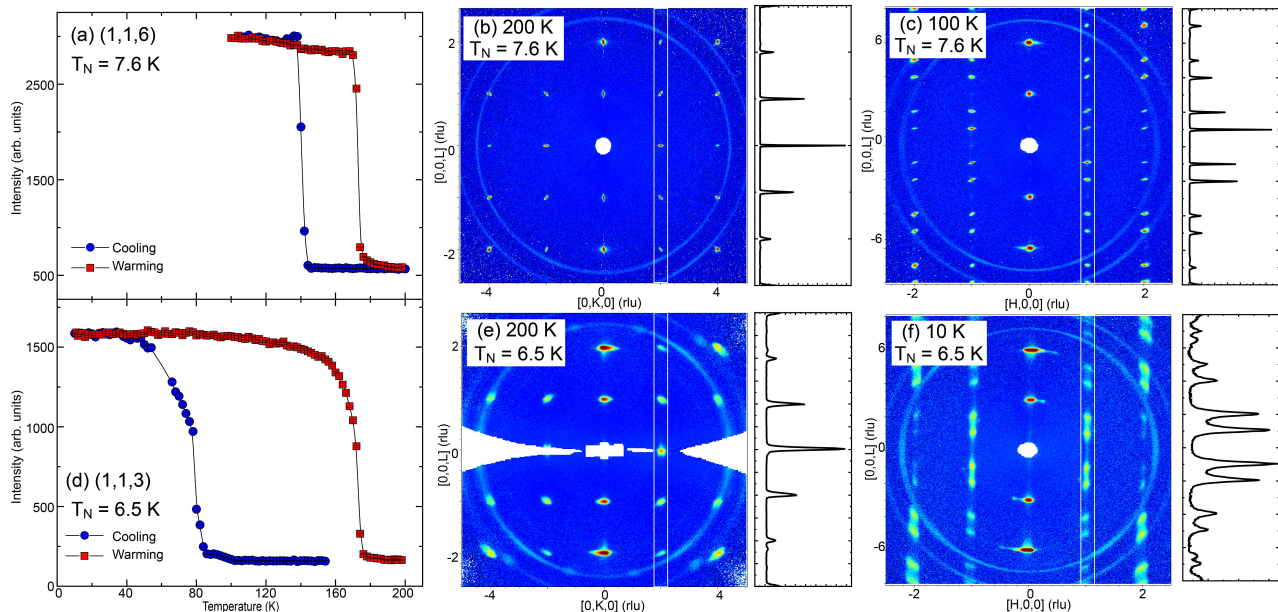 (a) (1,1,6)
T_N = 7.6 K
Intensity (arb. units)
2500
1500
500
Cooling
Warming
(b) 200 K
T_N = 7.6 K
[0,0,L] (rlu)
2
0
-2
-4
-2
0
2
4
[0,K,0] (rlu)
(c) 100 K
T_N = 7.6 K
[0,0,L] (rlu)
6
0
-6
-2
0
2
[H,0,0] (rlu)
(d) (1,1,3)
T_N = 6.5 K
Intensity (arb. units)
1500
1000
500
0
Cooling
Warming
0
40
80
120
160
200
Temperature (K)
(e) 200 K
T_N = 6.5 K
[0,0,L] (rlu)
2
0
-2
-4
-2
0
2
4
[0,K,0] (rlu)
(f) 10 K
T_N = 6.5 K
[0,0,L] (rlu)
6
0
-6
-2
0
2
[H,0,0] (rlu)